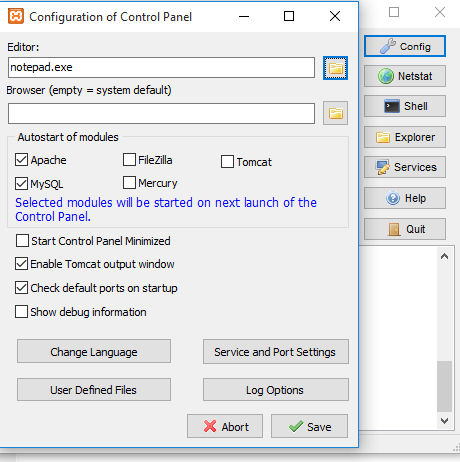 Configuration of Control Panel
Editor:
notepad.exe
Browser (empty = system default)
Autostart of modules
Apache
FileZilla
Tomcat
MySQL
Mercury
Selected modules will be started on next launch of the
Control Panel.
Start Control Panel Minimized
Enable Tomcat output window
Check default ports on startup
Show debug information
Change Language
Service and Port Settings
User Defined Files
Log Options
Abort
Save
Config
Netstat
Shell
Explorer
Services
Help
Quit